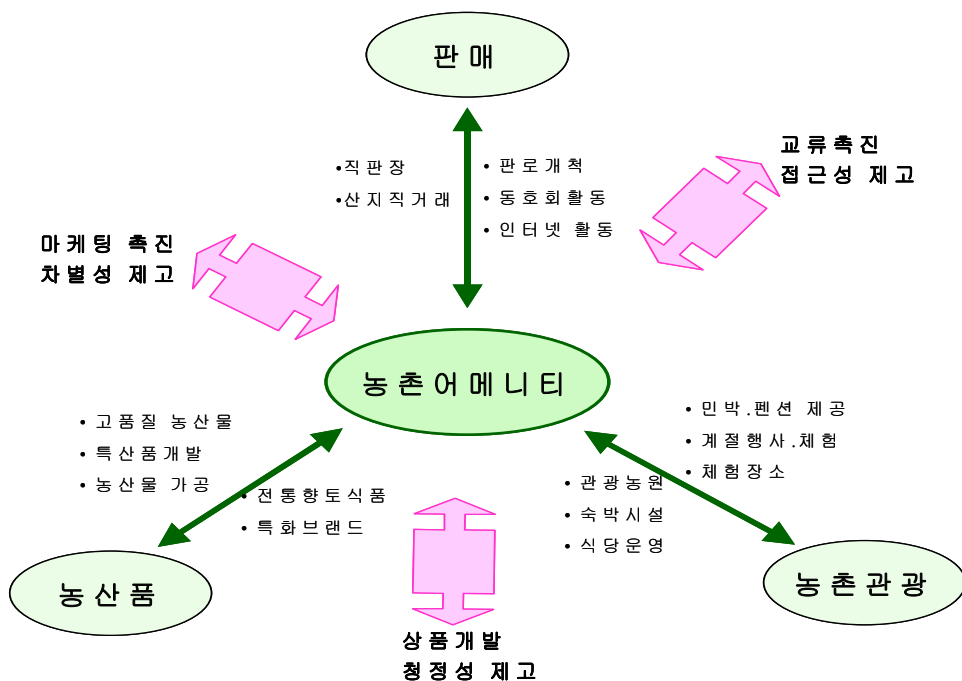 판매
•직판장
•산지직거래
• 판로개척
• 동호회활동
• 인터넷 활동
교류촉진
접근성 제고
마케팅 촉진
차별성 제고
농촌어메니티
• 고품질 농산물
• 특산품개발
• 농산물 가공
• 전통향토식품
• 특화브랜드
• 민박.펜션 제공
• 계절행사.체험
• 체험장소
• 관광농원
• 숙박시설
• 식당운영
농산품
농촌관광
상품개발
청정성 제고